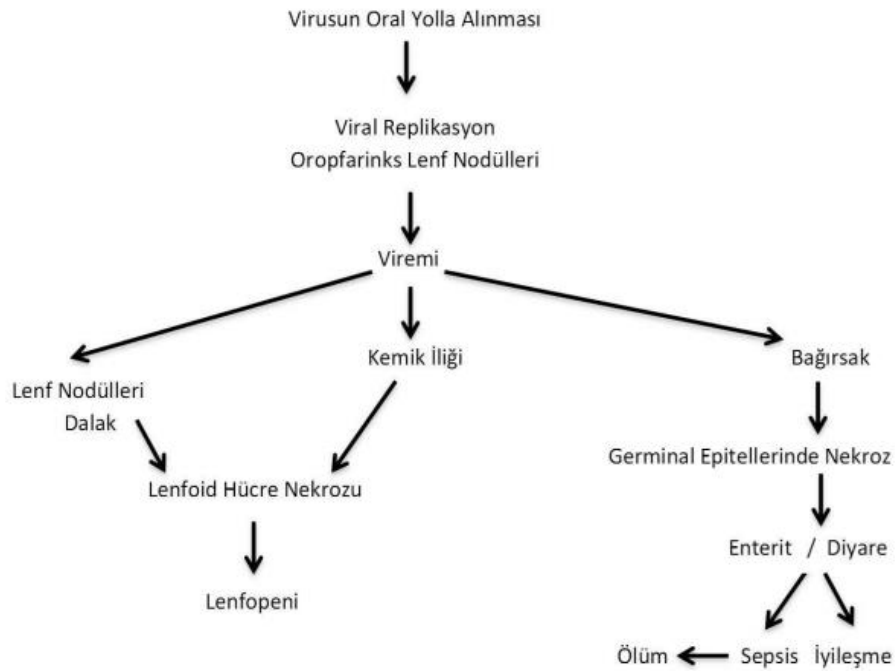 Virusun Oral Yolla Alınması
Viral Replikasyon
Oropfarinks Lenf Nodülleri
Viremi
Lenf Nodülleri
Dalak
Kemik İliği
Bağırsak
Lenfoid Hücre Nekrozu
Germinal Epitellerinde Nekroz
Lenfopeni
Enterit / Diyare
Ölüm Sepsis İyileşme